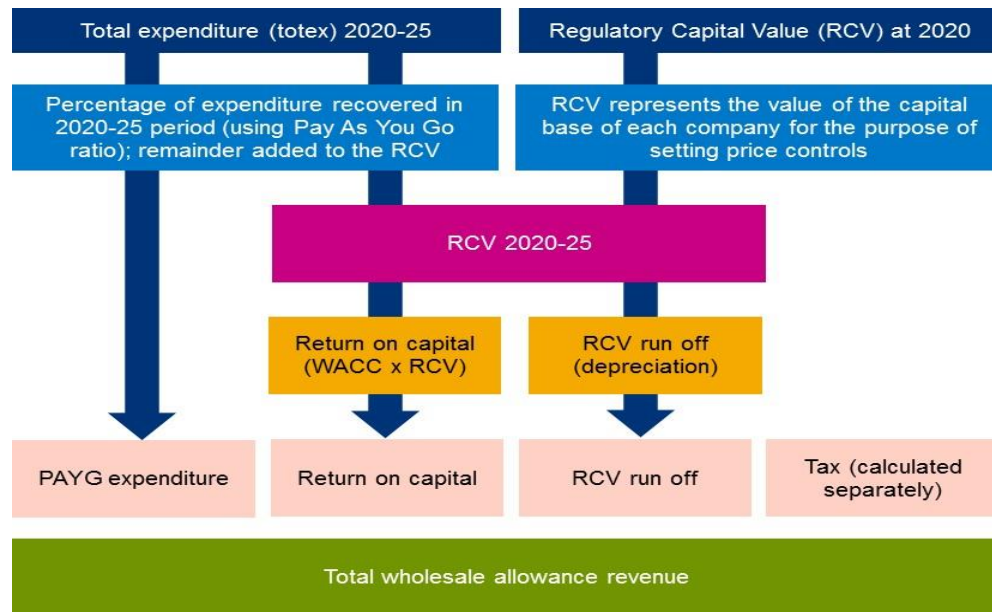 Total expenditure (totex) 2020-25
Regulatory Capital Value (RCV) at 2020
Percentage of expenditure recovered in
2020-25 period (using Pay As You Go
ratio); remainder added to the RCV
RCV represents the value of the capital
base of each company for the purpose of
setting price controls
RCV 2020-25
Return on capital
(WACC x RCV)
RCV run off
(depreciation)
PAYG expenditure
Return on capital
RCV run off
Tax (calculated
separately)
Total wholesale allowance revenue